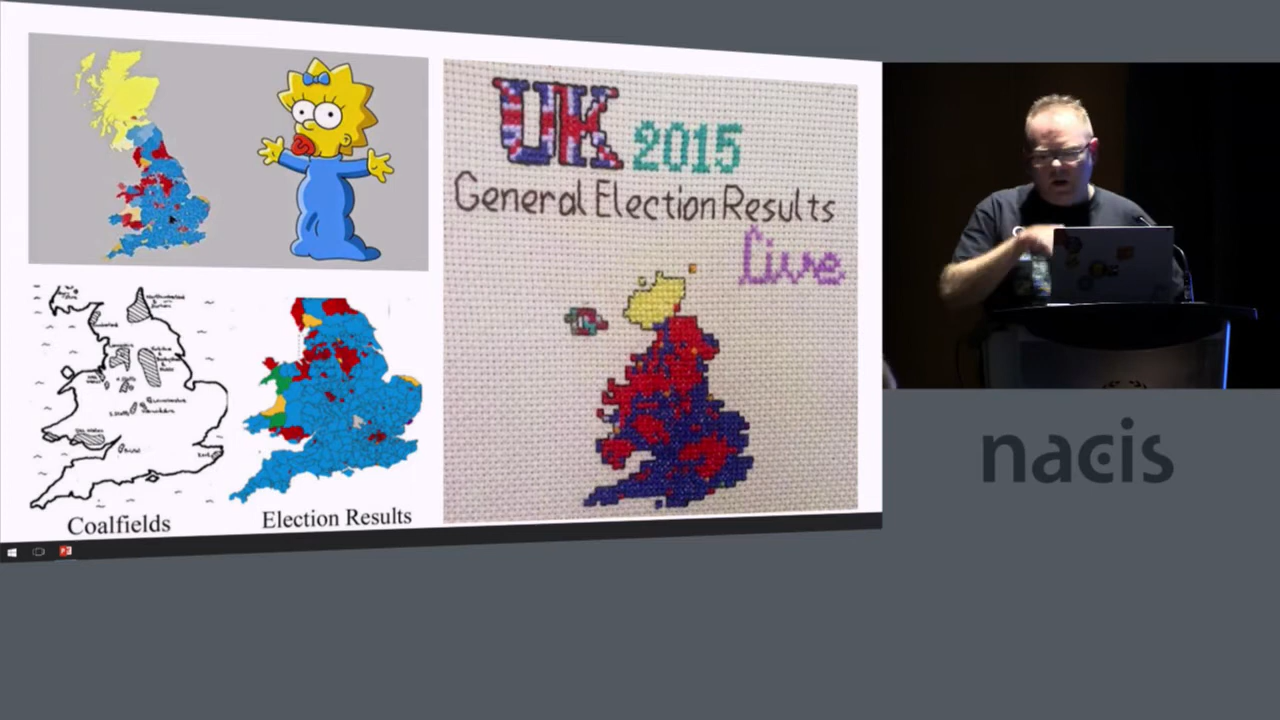 UK 2015
General Election Results
Live
Coalfields
Election Results
nacis